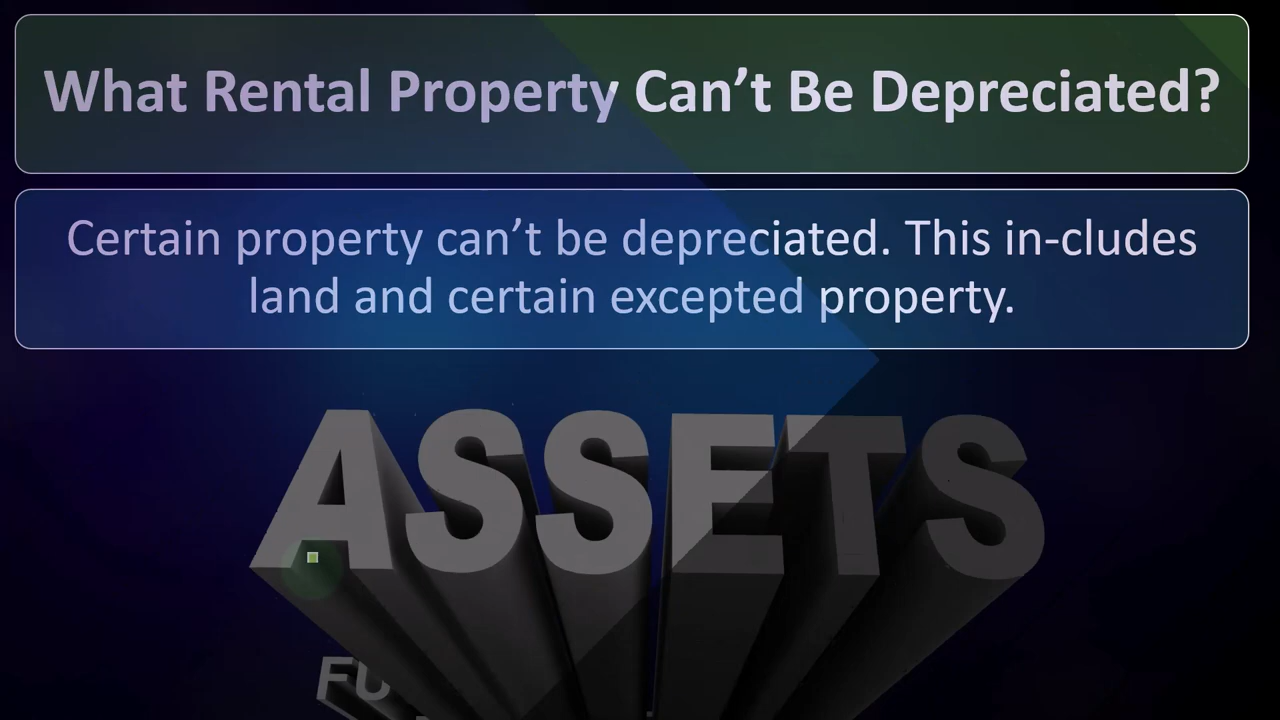 What Rental Property Can’t Be Depreciated?
Certain property can’t be depreciated. This in-cludes
land and certain excepted property.
ASSETS
FU